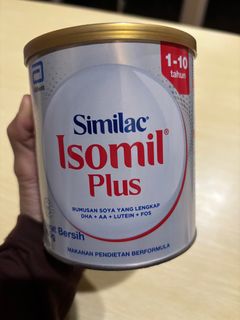 1-10
tahun
Similac®
Isomil®
Plus
RUMUSAN SOYA YANG LENGKAP
DHA + AA + LUTEIN + FOS
Bersih
MAKANAN PENDIETAN BERFORMULA